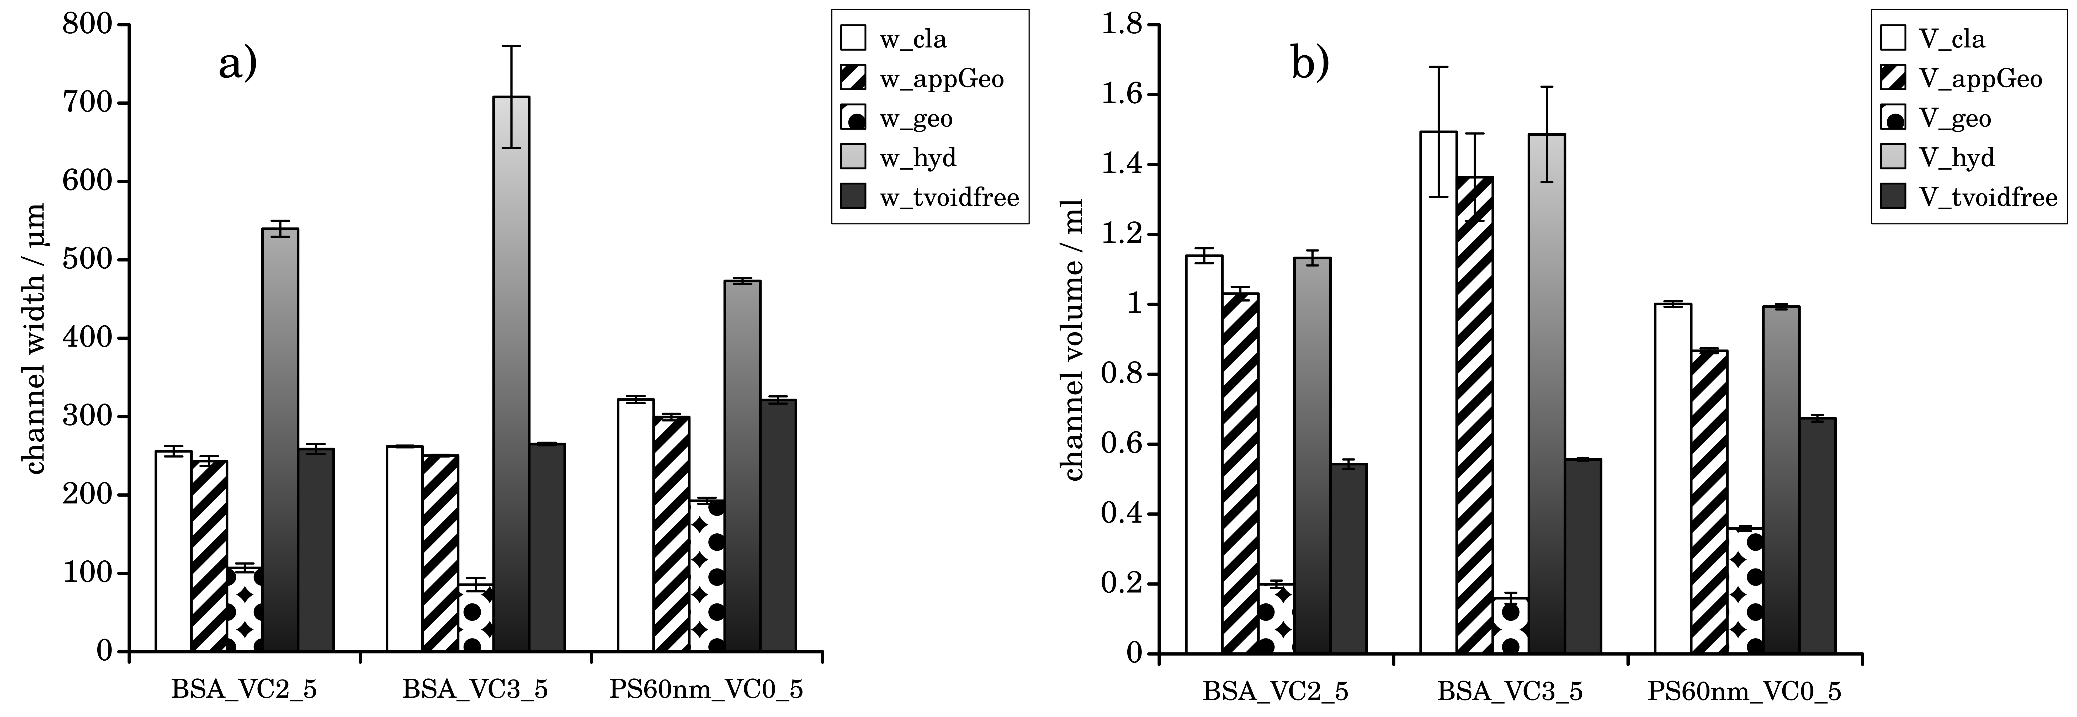 a)
channel width / µm
800
700
600
500
400
300
200
100
0
BSA_VC2_5
BSA_VC3_5
PS60nm_VC0_5
w_cla
w_appGeo
w_geo
w_hyd
w_tvoidfree
b)
channel volume / ml
1.8
1.6
1.4
1.2
1
0.8
0.6
0.4
0.2
0
BSA_VC2_5
BSA_VC3_5
PS60nm_VC0_5
V_cla
V_appGeo
V_geo
V_hyd
V_tvoidfree